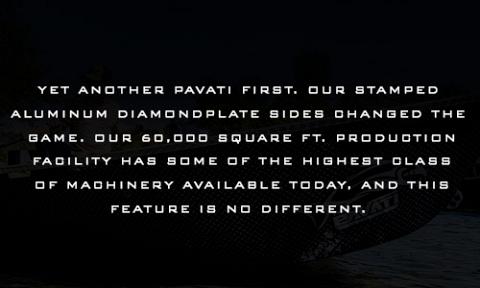 YET ANOTHER PAVATI FIRST. OUR STAMPED
ALUMINUM DIAMONDPLATE SIDES CHANGED THE
GAME. OUR 60,000 SQUARE FT. PRODUCTION
FACILITY HAS SOME OF THE HIGHEST CLASS
OF MACHINERY AVAILABLE TODAY, AND THIS
FEATURE IS NO DIFFERENT.
PAVATI